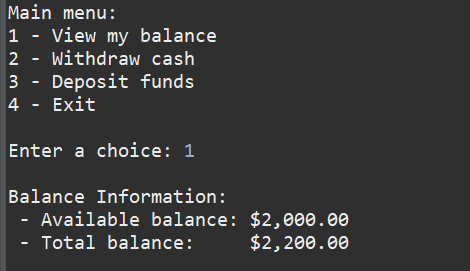 Main menu:
1 - View my balance
2 - Withdraw cash
3 - Deposit funds
4 - Exit
Enter a choice: 1
Balance Information:
- Available balance: $2,000.00
- Total balance: $2,200.00